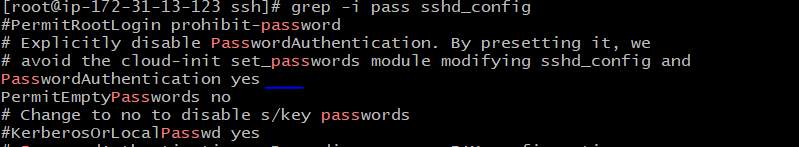 [root@ip-172-31-13-123 ssh]# grep -i pass sshd_config
#PermitRootLogin prohibit-password
# Explicitly disable PasswordAuthentication. By presetting it, we
# avoid the cloud-init set_passwords module modifying sshd_config and
PasswordAuthentication yes
PermitEmptyPasswords no
# Change to no to disable s/key passwords
#KerberosOrLocalPasswd yes